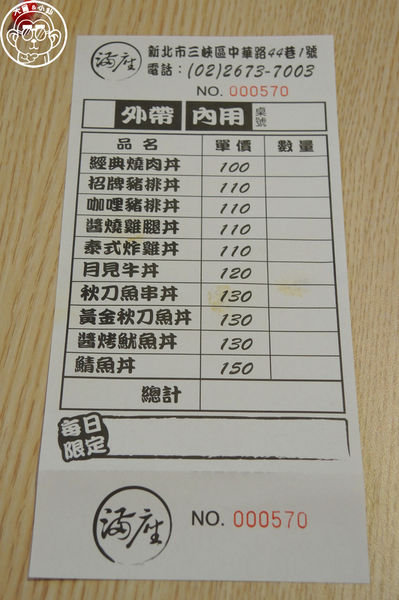 大手牽小貼
滿座
新北市三峽區中華路44巷1號
電話:(02)2673-7003
NO. 000570
外帶 內用 桌號
品名 單價 數量
經典燒肉丼 100
招牌豬排丼 110
咖哩豬排丼 110
醬燒雞腿丼 110
泰式炸雞丼 110
月見牛丼 120
秋刀魚串丼 130
黃金秋刀魚丼 130
醬烤魷魚丼 130
鯖魚丼 150
總計
每日限定
滿座
NO. 000570